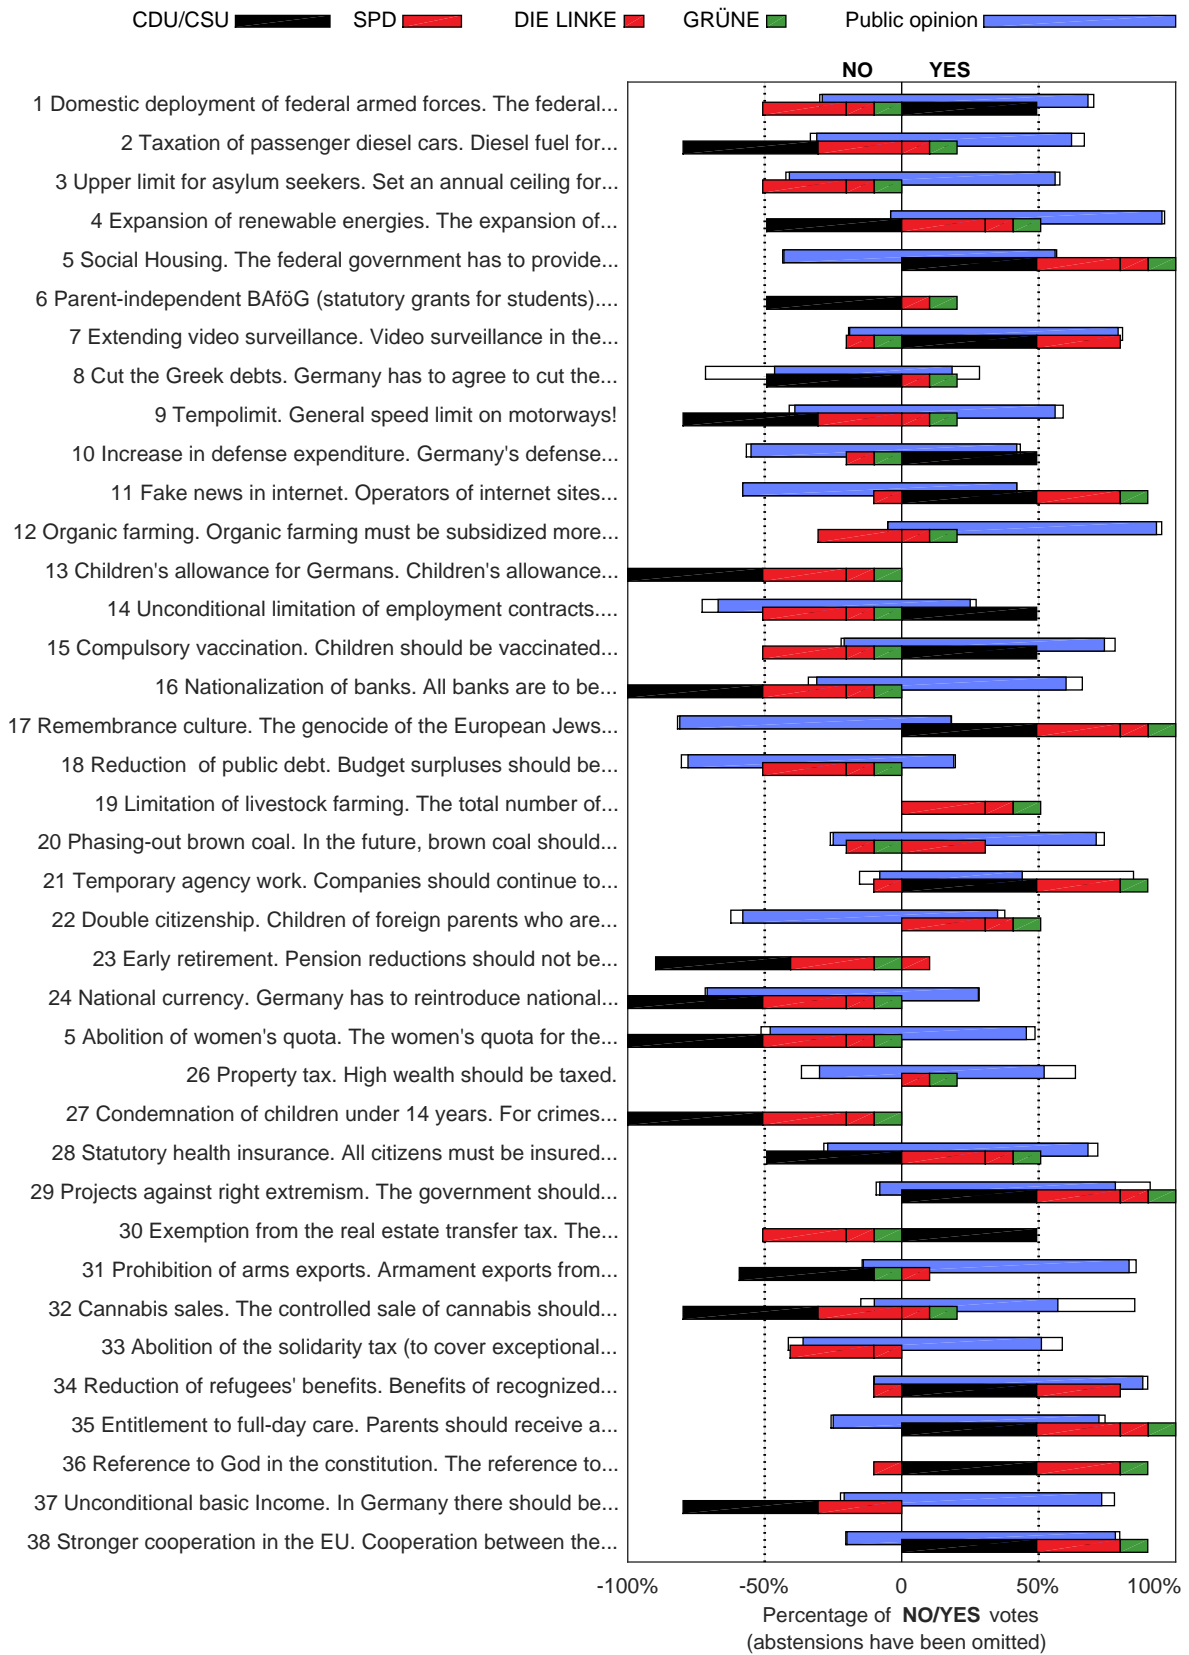 CDU/CSU SPD DIE LINKE GRÜNE Public opinion
NO YES
1 Domestic deployment of federal armed forces. The federal...
2 Taxation of passenger diesel cars. Diesel fuel for...
3 Upper limit for asylum seekers. Set an annual ceiling for...
4 Expansion of renewable energies. The expansion of...
5 Social Housing. The federal government has to provide...
6 Parent-independent BAföG (statutory grants for students)....
7 Extending video surveillance. Video surveillance in the...
8 Cut the Greek debts. Germany has to agree to cut the...
9 Tempolimit. General speed limit on motorways!
10 Increase in defense expenditure. Germany's defense...
11 Fake news in internet. Operators of internet sites...
12 Organic farming. Organic farming must be subsidized more...
13 Children's allowance for Germans. Children's allowance...
14 Unconditional limitation of employment contracts....
15 Compulsory vaccination. Children should be vaccinated...
16 Nationalization of banks. All banks are to be...
17 Remembrance culture. The genocide of the European Jews...
18 Reduction  of public debt. Budget surpluses should be...
19 Limitation of livestock farming. The total number of...
20 Phasing-out brown coal. In the future, brown coal should...
21 Temporary agency work. Companies should continue to...
22 Double citizenship. Children of foreign parents who are...
23 Early retirement. Pension reductions should not be...
24 National currency. Germany has to reintroduce national...
5 Abolition of women's quota. The women's quota for the...
26 Property tax. High wealth should be taxed.
27 Condemnation of children under 14 years. For crimes...
28 Statutory health insurance. All citizens must be insured...
29 Projects against right extremism. The government should...
30 Exemption from the real estate transfer tax. The...
31 Prohibition of arms exports. Armament exports from...
32 Cannabis sales. The controlled sale of cannabis should...
33 Abolition of the solidarity tax (to cover exceptional...
34 Reduction of refugees' benefits. Benefits of recognized...
35 Entitlement to full-day care. Parents should receive a...
36 Reference to God in the constitution. The reference to...
37 Unconditional basic Income. In Germany there should be...
38 Stronger cooperation in the EU. Cooperation between the...
-100% -50% 0 50% 100%
Percentage of NO/YES votes
(abstensions have been omitted)